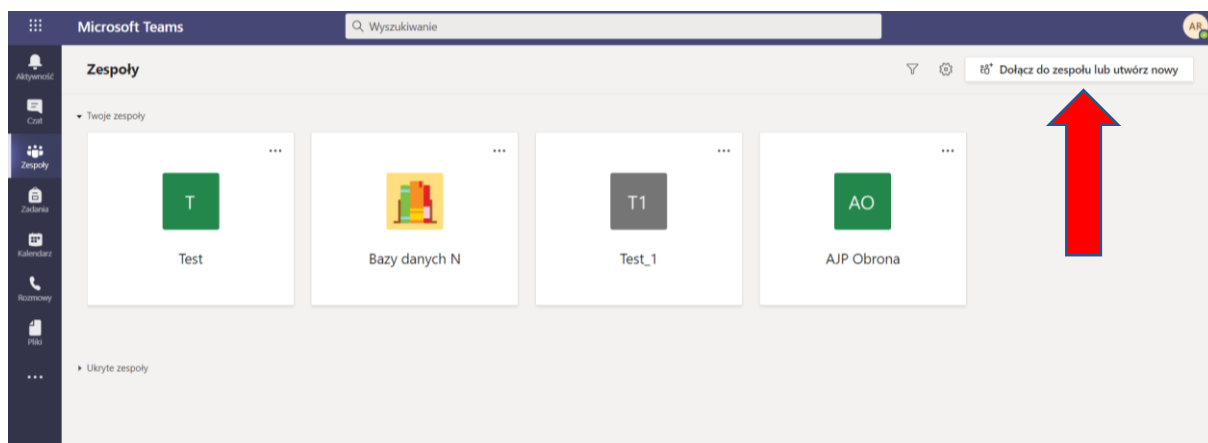 Microsoft Teams
Wyszukiwanie
AR
Aktywność
Zespoły
Dołącz do zespołu lub utwórz nowy
Czat
Twoje zespoły
Zespoły
T
T1
AO
Zadania
Kalendarz
Test
Bazy danych N
Test_1
AJP Obrona
Rozmowy
Pliki
Ukryte zespoły